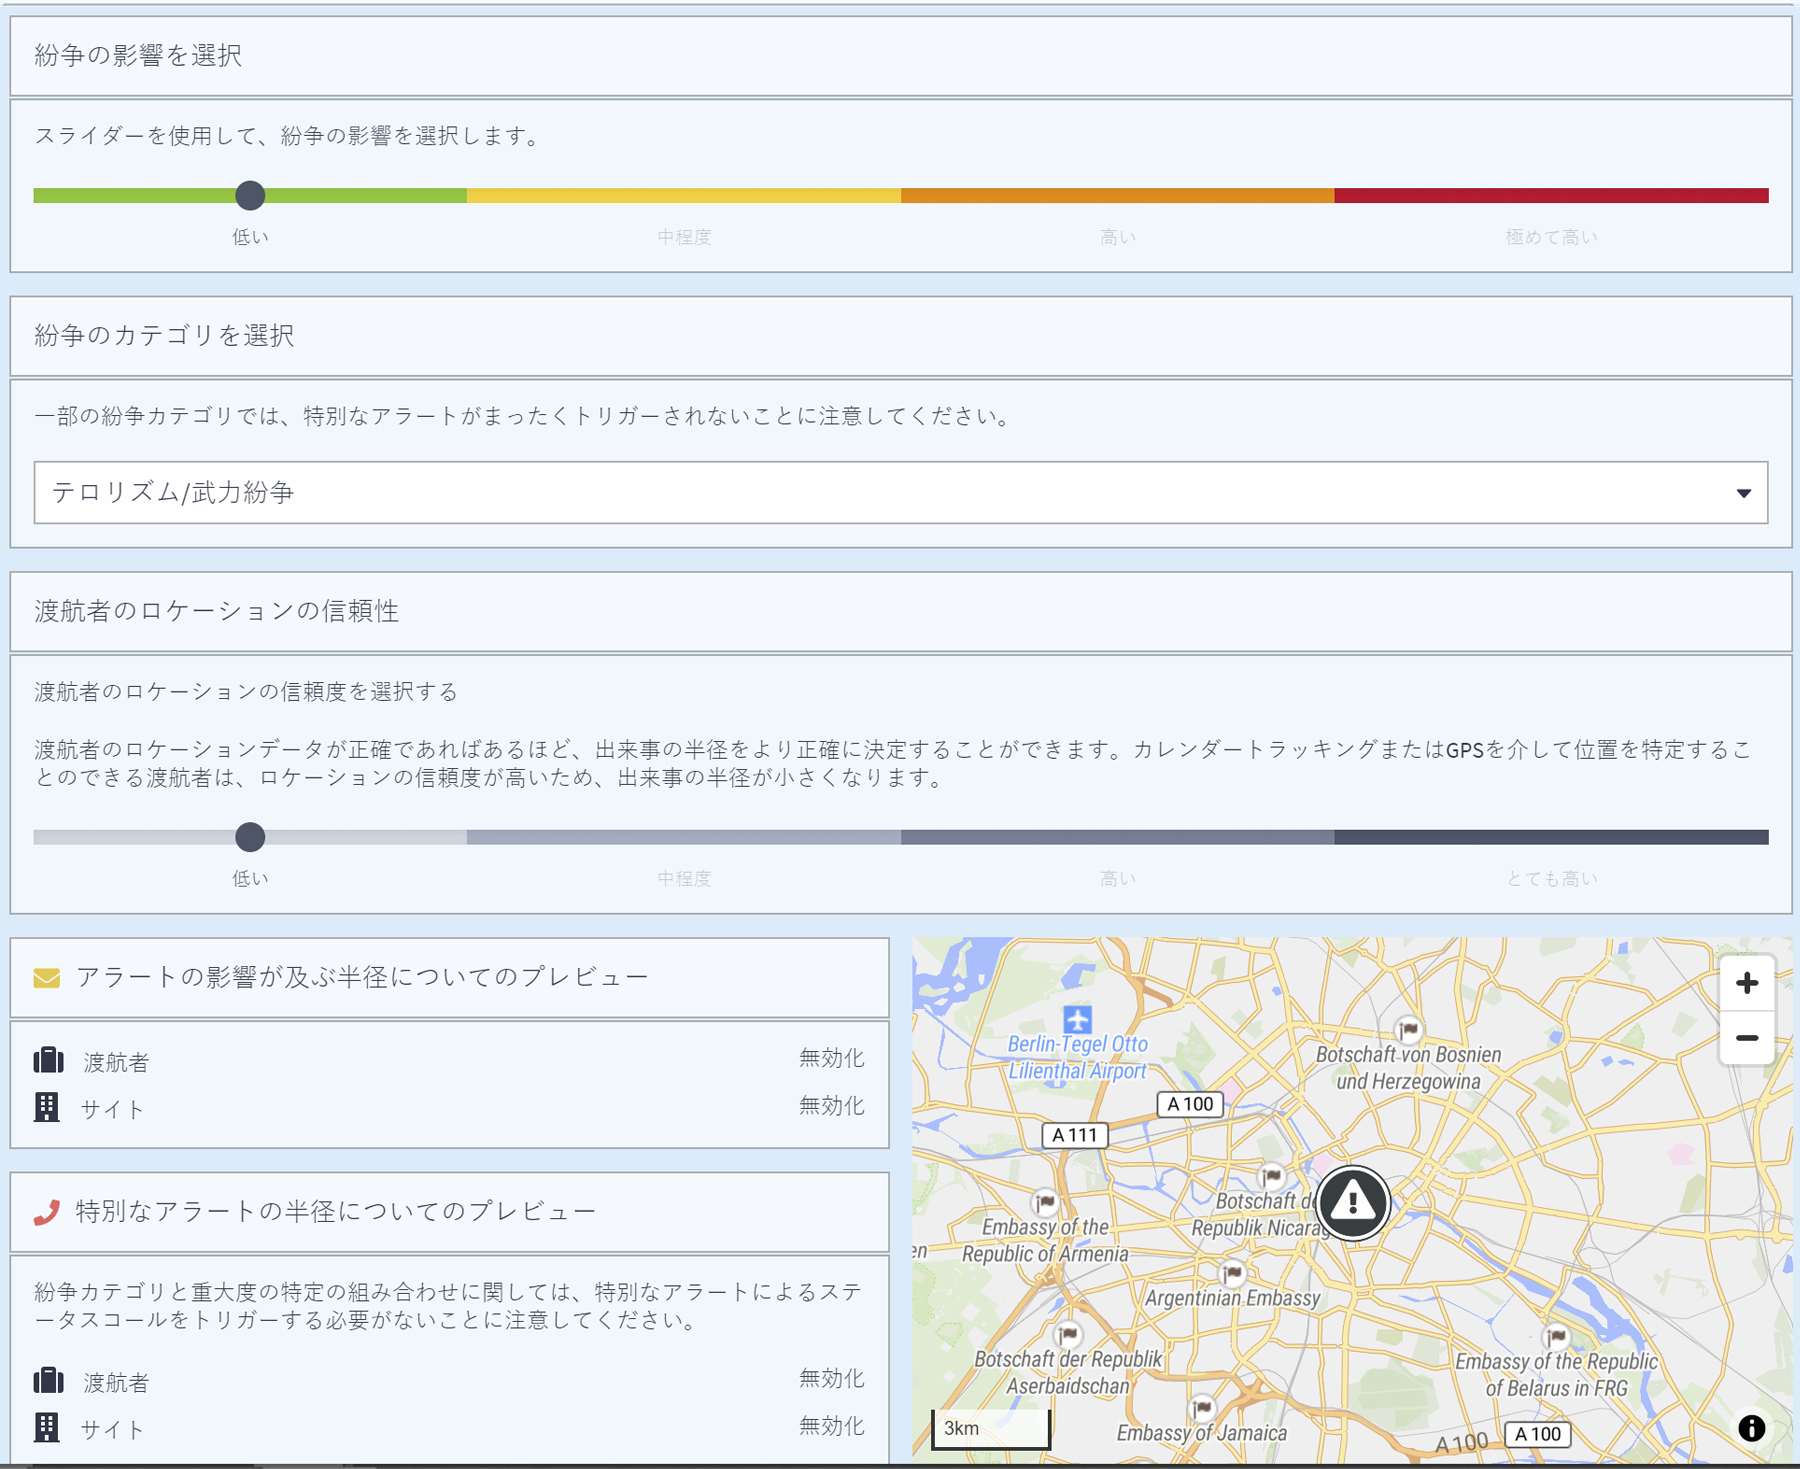 紛争の影響を選択
スライダーを使用して、紛争の影響を選択します。
低い
中程度
高い
極めて高い
紛争のカテゴリを選択
一部の紛争カテゴリでは、特別なアラートがまったくトリガーされないことに注意してください。
テロリズム/武力紛争
渡航者のロケーションの信頼性
渡航者のロケーションの信頼度を選択する
渡航者のロケーションデータが正確であればあるほど、出来事の半径をより正確に決定することができます。カレンダートラッキングまたはGPSを介して位置を特定するこ
とのできる渡航者は、ロケーションの信頼度が高いため、出来事の半径が小さくなります。
低い
中程度
高い
とても高い
アラートの影響が及ぶ半径についてのプレビュー
渡航者
無効化
サイト
無効化
特別なアラートの半径についてのプレビュー
紛争カテゴリと重大度の特定の組み合わせに関しては、特別なアラートによるステ
ータスコールをトリガーする必要がないことに注意してください。
渡航者
無効化
サイト
無効化
Berlin-Tegel Otto
Lilienthal Airport
Botschaft von Bosnien
und Herzegowina
A 100
A 111
Botschaft de
Republik Nicarag
Embassy of the
Republic of Armenia
en
Argentinian Embassy
Botschaft der Republik
Aserbaidschan
Embassy of the Republic
of Belarus in FRG
Embassy of Jamaica
3km
A 100
A 100